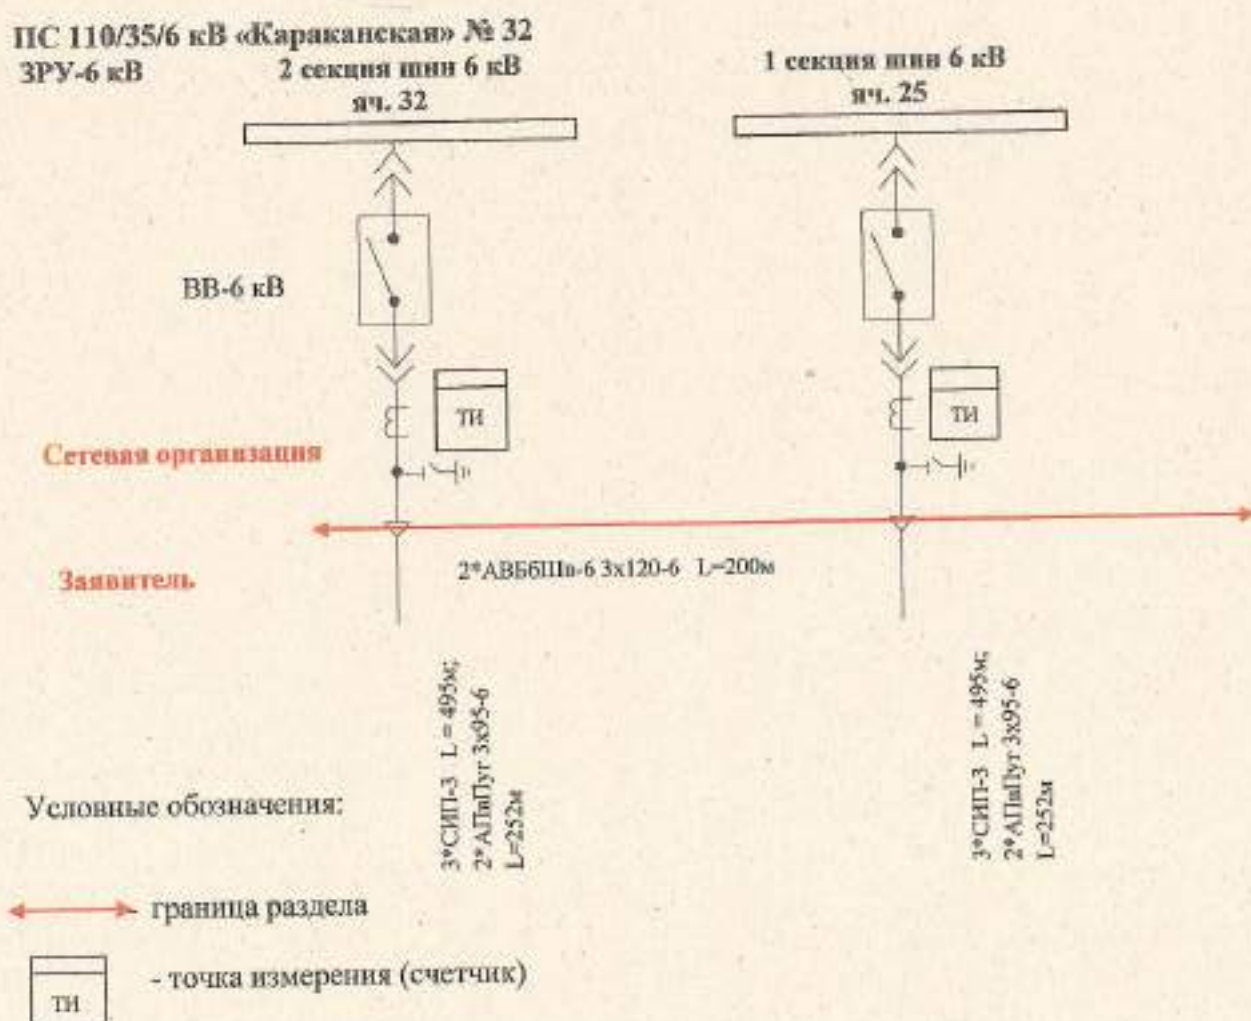 ПС 110/35/6 кВ «Караканская» № 32
ЗРУ-6 кВ
2 секция шин 6 кВ
яч. 32
1 секция шин 6 кВ
яч. 25
ВВ-6 кВ
ТИ
ТИ
Сетевая организация
Заявитель
2*АВБбШв-6 3х120-6 L=200м
3*СИП-3 L = 495м;
2*АПвПуг 3х95-6
L=252м
3*СИП-3 L = 495м;
2*АПвПуг 3х95-6
L=252м
Условные обозначения:
- граница раздела
ТИ
- точка измерения (счетчик)